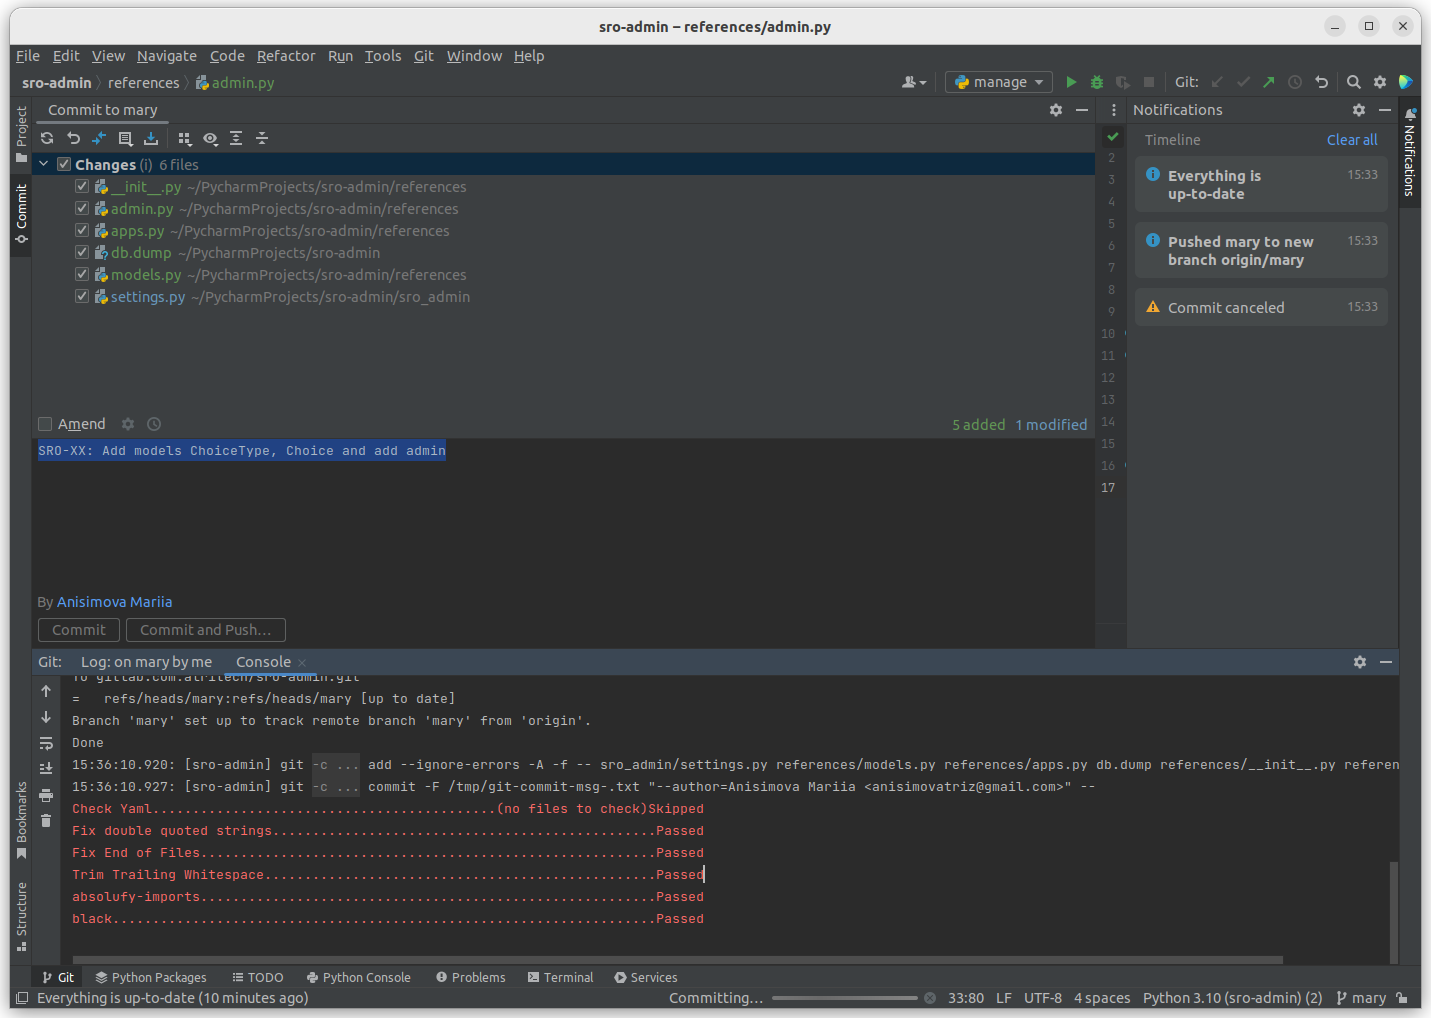 sro-admin – references/admin.py
File Edit View Navigate Code Refactor Run Tools Git Window Help
sro-admin references admin.py
manage
Git:
Project
Commit
Bookmarks
Structure
Commit to mary
Changes (i) 6 files
__init__.py ~/PycharmProjects/sro-admin/references
admin.py ~/PycharmProjects/sro-admin/references
apps.py ~/PycharmProjects/sro-admin/references
db.dump ~/PycharmProjects/sro-admin
models.py ~/PycharmProjects/sro-admin/references
settings.py ~/PycharmProjects/sro-admin/sro_admin
Amend
5 added 1 modified
SRO-XX: Add models ChoiceType, Choice and add admin
By Anisimova Mariia
Commit
Commit and Push...
2
3
4
5
6
7
8
9
10
11
12
13
14
15
16
17
Notifications
Timeline
Clear all
Everything is 15:33
up-to-date
Pushed mary to new 15:33
branch origin/mary
Commit canceled 15:33
Notifications
Git: Log: on mary by me Console
To gitlab.com:atritech/sro-admin.git
= refs/heads/mary:refs/heads/mary [up to date]
Branch 'mary' set up to track remote branch 'mary' from 'origin'.
Done
15:36:10.920: [sro-admin] git -c ... add --ignore-errors -A -f -- sro_admin/settings.py references/models.py references/apps.py db.dump references/__init__.py referen
15:36:10.927: [sro-admin] git -c ... commit -F /tmp/git-commit-msg-.txt "--author=Anisimova Mariia <anisimovatriz@gmail.com>" --
Check Yaml...........................................(no files to check)Skipped
Fix double quoted strings................................................Passed
Fix End of Files.........................................................Passed
Trim Trailing Whitespace.................................................Passed
absolufy-imports.........................................................Passed
black....................................................................Passed
Git Python Packages TODO Python Console Problems Terminal Services
Everything is up-to-date (10 minutes ago)
Committing...
33:80 LF UTF-8 4 spaces Python 3.10 (sro-admin) (2) mary